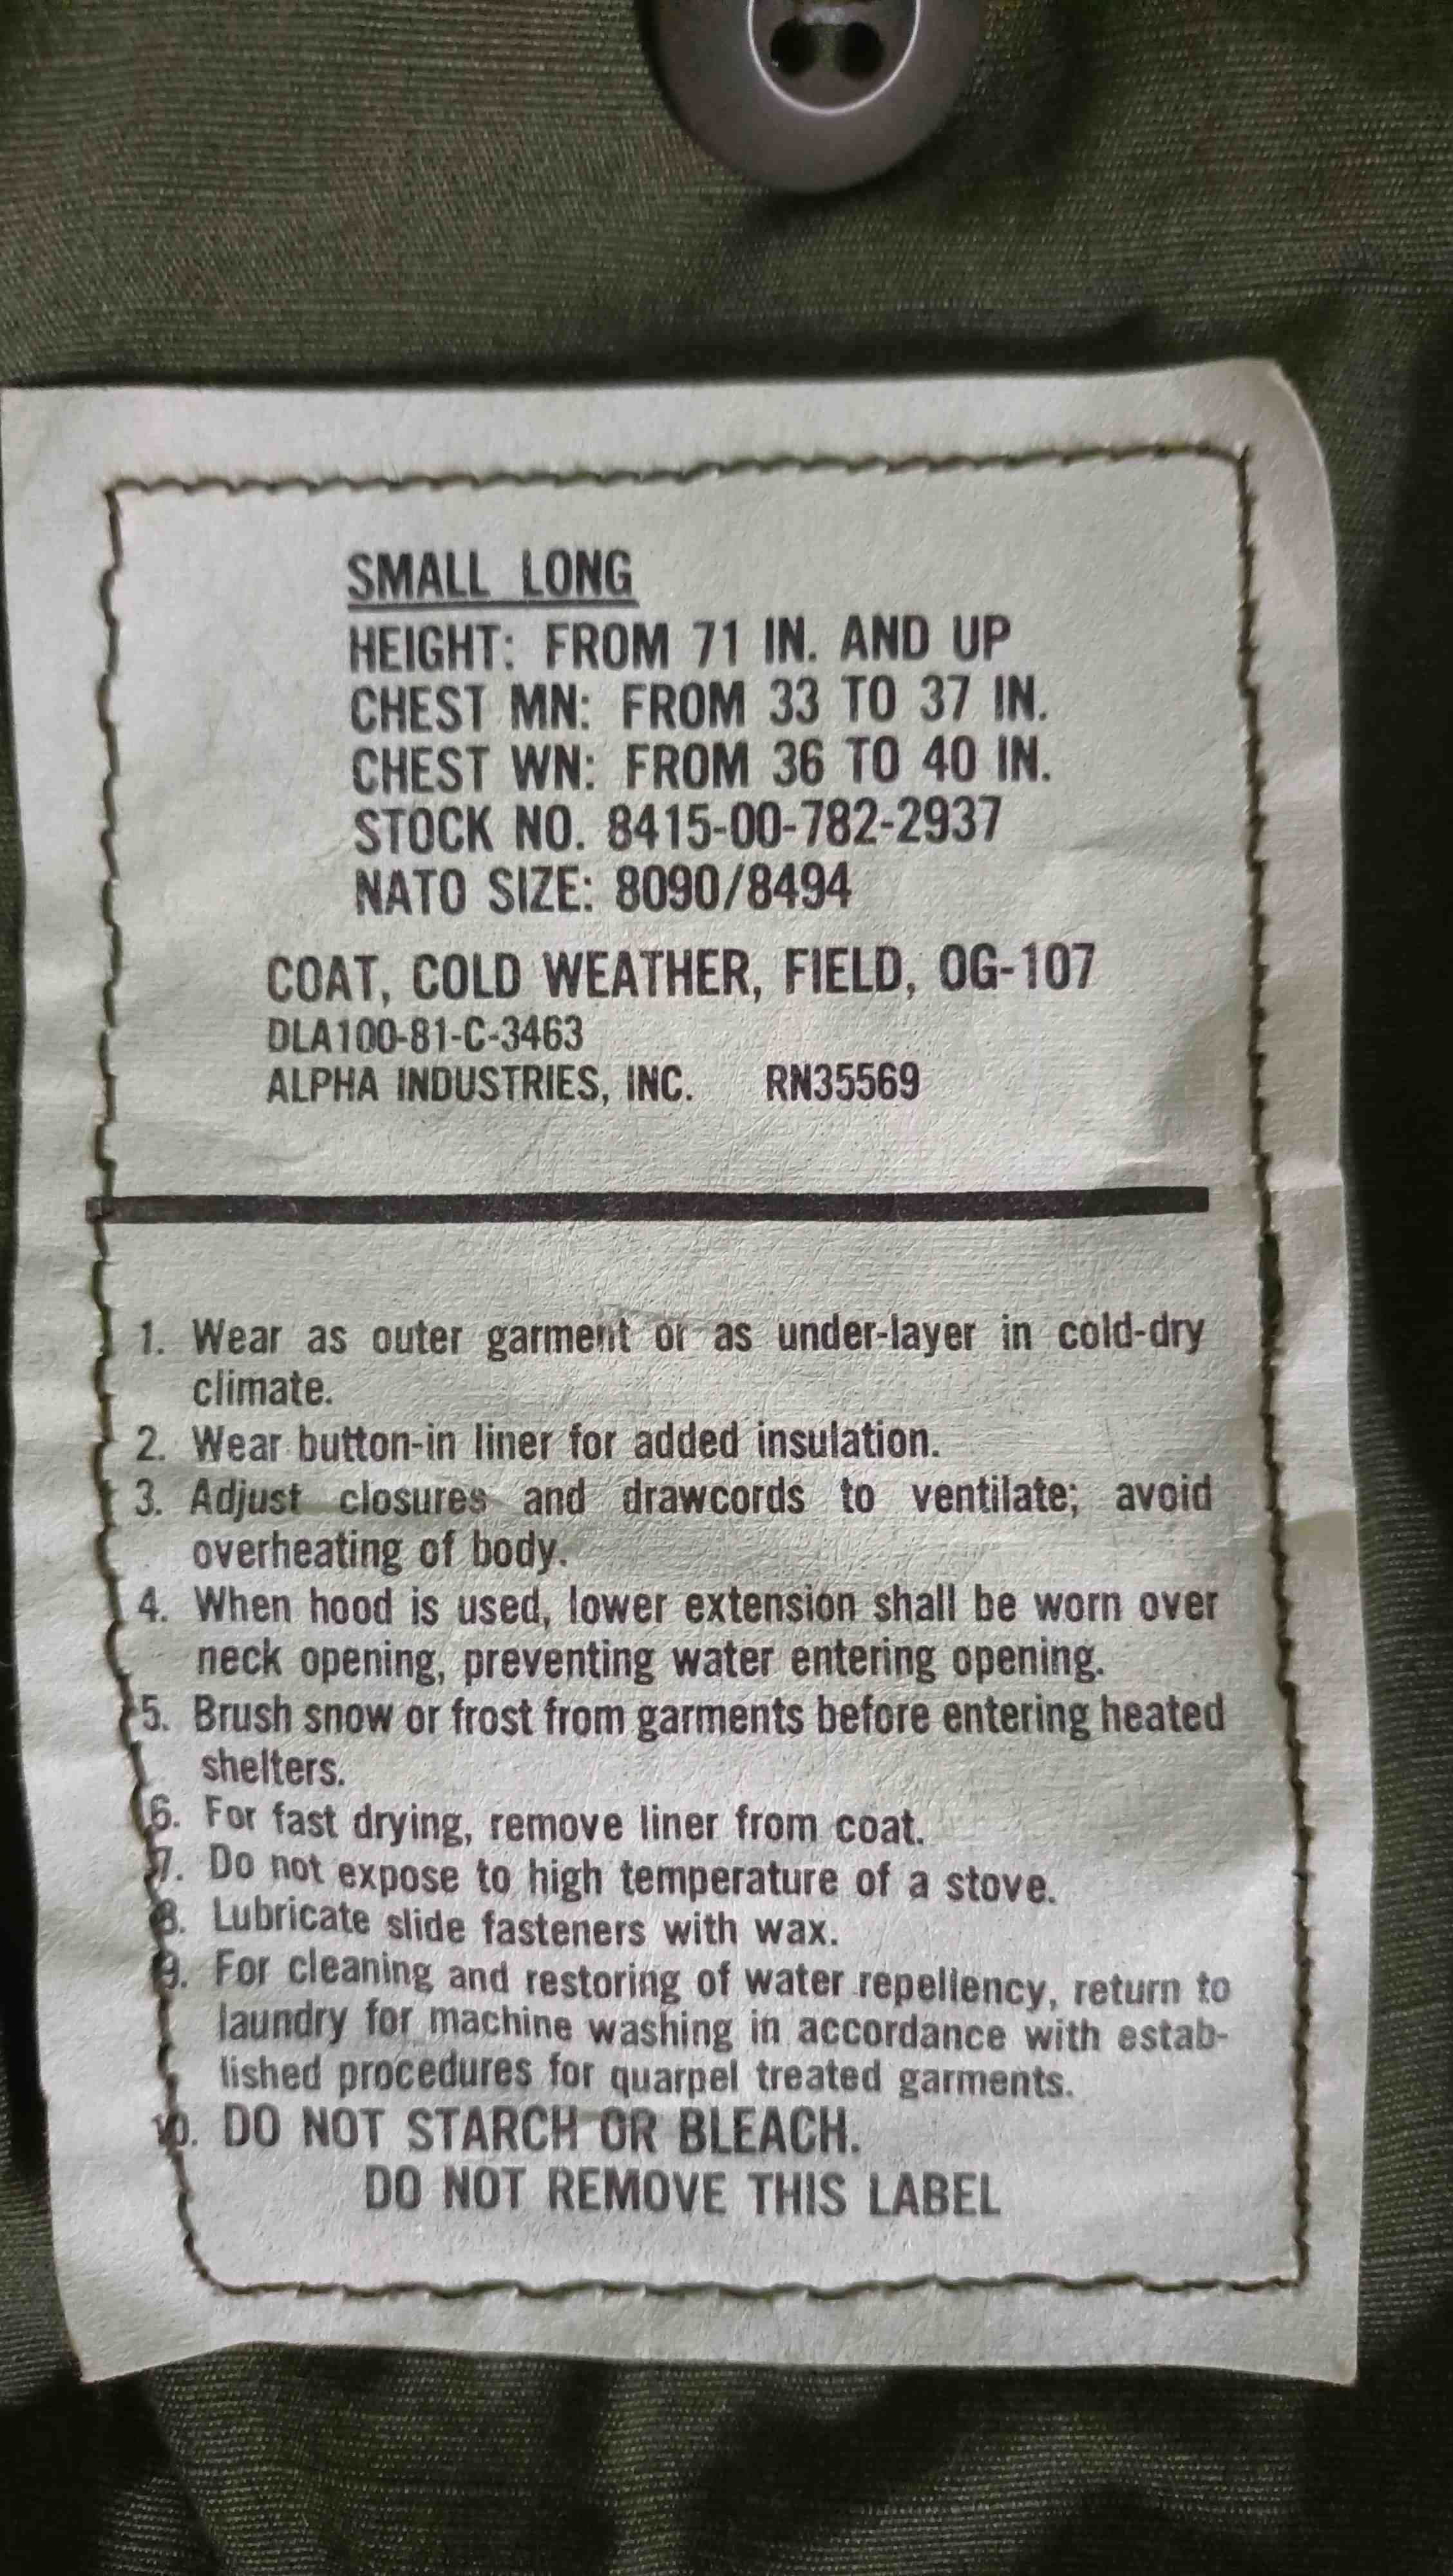 SMALL LONG
HEIGHT: FROM 71 IN. AND UP
CHEST MN: FROM 33 TO 37 IN.
CHEST WN: FROM 36 TO 40 IN.
STOCK NO. 8415-00-782-2937
NATO SIZE: 8090/8494
COAT, COLD WEATHER, FIELD, OG-107
DLA100-81-C-3463
ALPHA INDUSTRIES, INC. RN35569
1. Wear as outer garment or as under-layer in cold-dry
climate.
2. Wear button-in liner for added insulation.
3. Adjust closures and drawcords to ventilate; avoid
overheating of body.
4. When hood is used, lower extension shall be worn over
neck opening, preventing water entering opening.
5. Brush snow or frost from garments before entering heated
shelters.
6. For fast drying, remove liner from coat.
7. Do not expose to high temperature of a stove.
8. Lubricate slide fasteners with wax.
9. For cleaning and restoring of water repellency, return to
laundry for machine washing in accordance with estab-
lished procedures for quarpel treated garments.
10. DO NOT STARCH OR BLEACH.
DO NOT REMOVE THIS LABEL